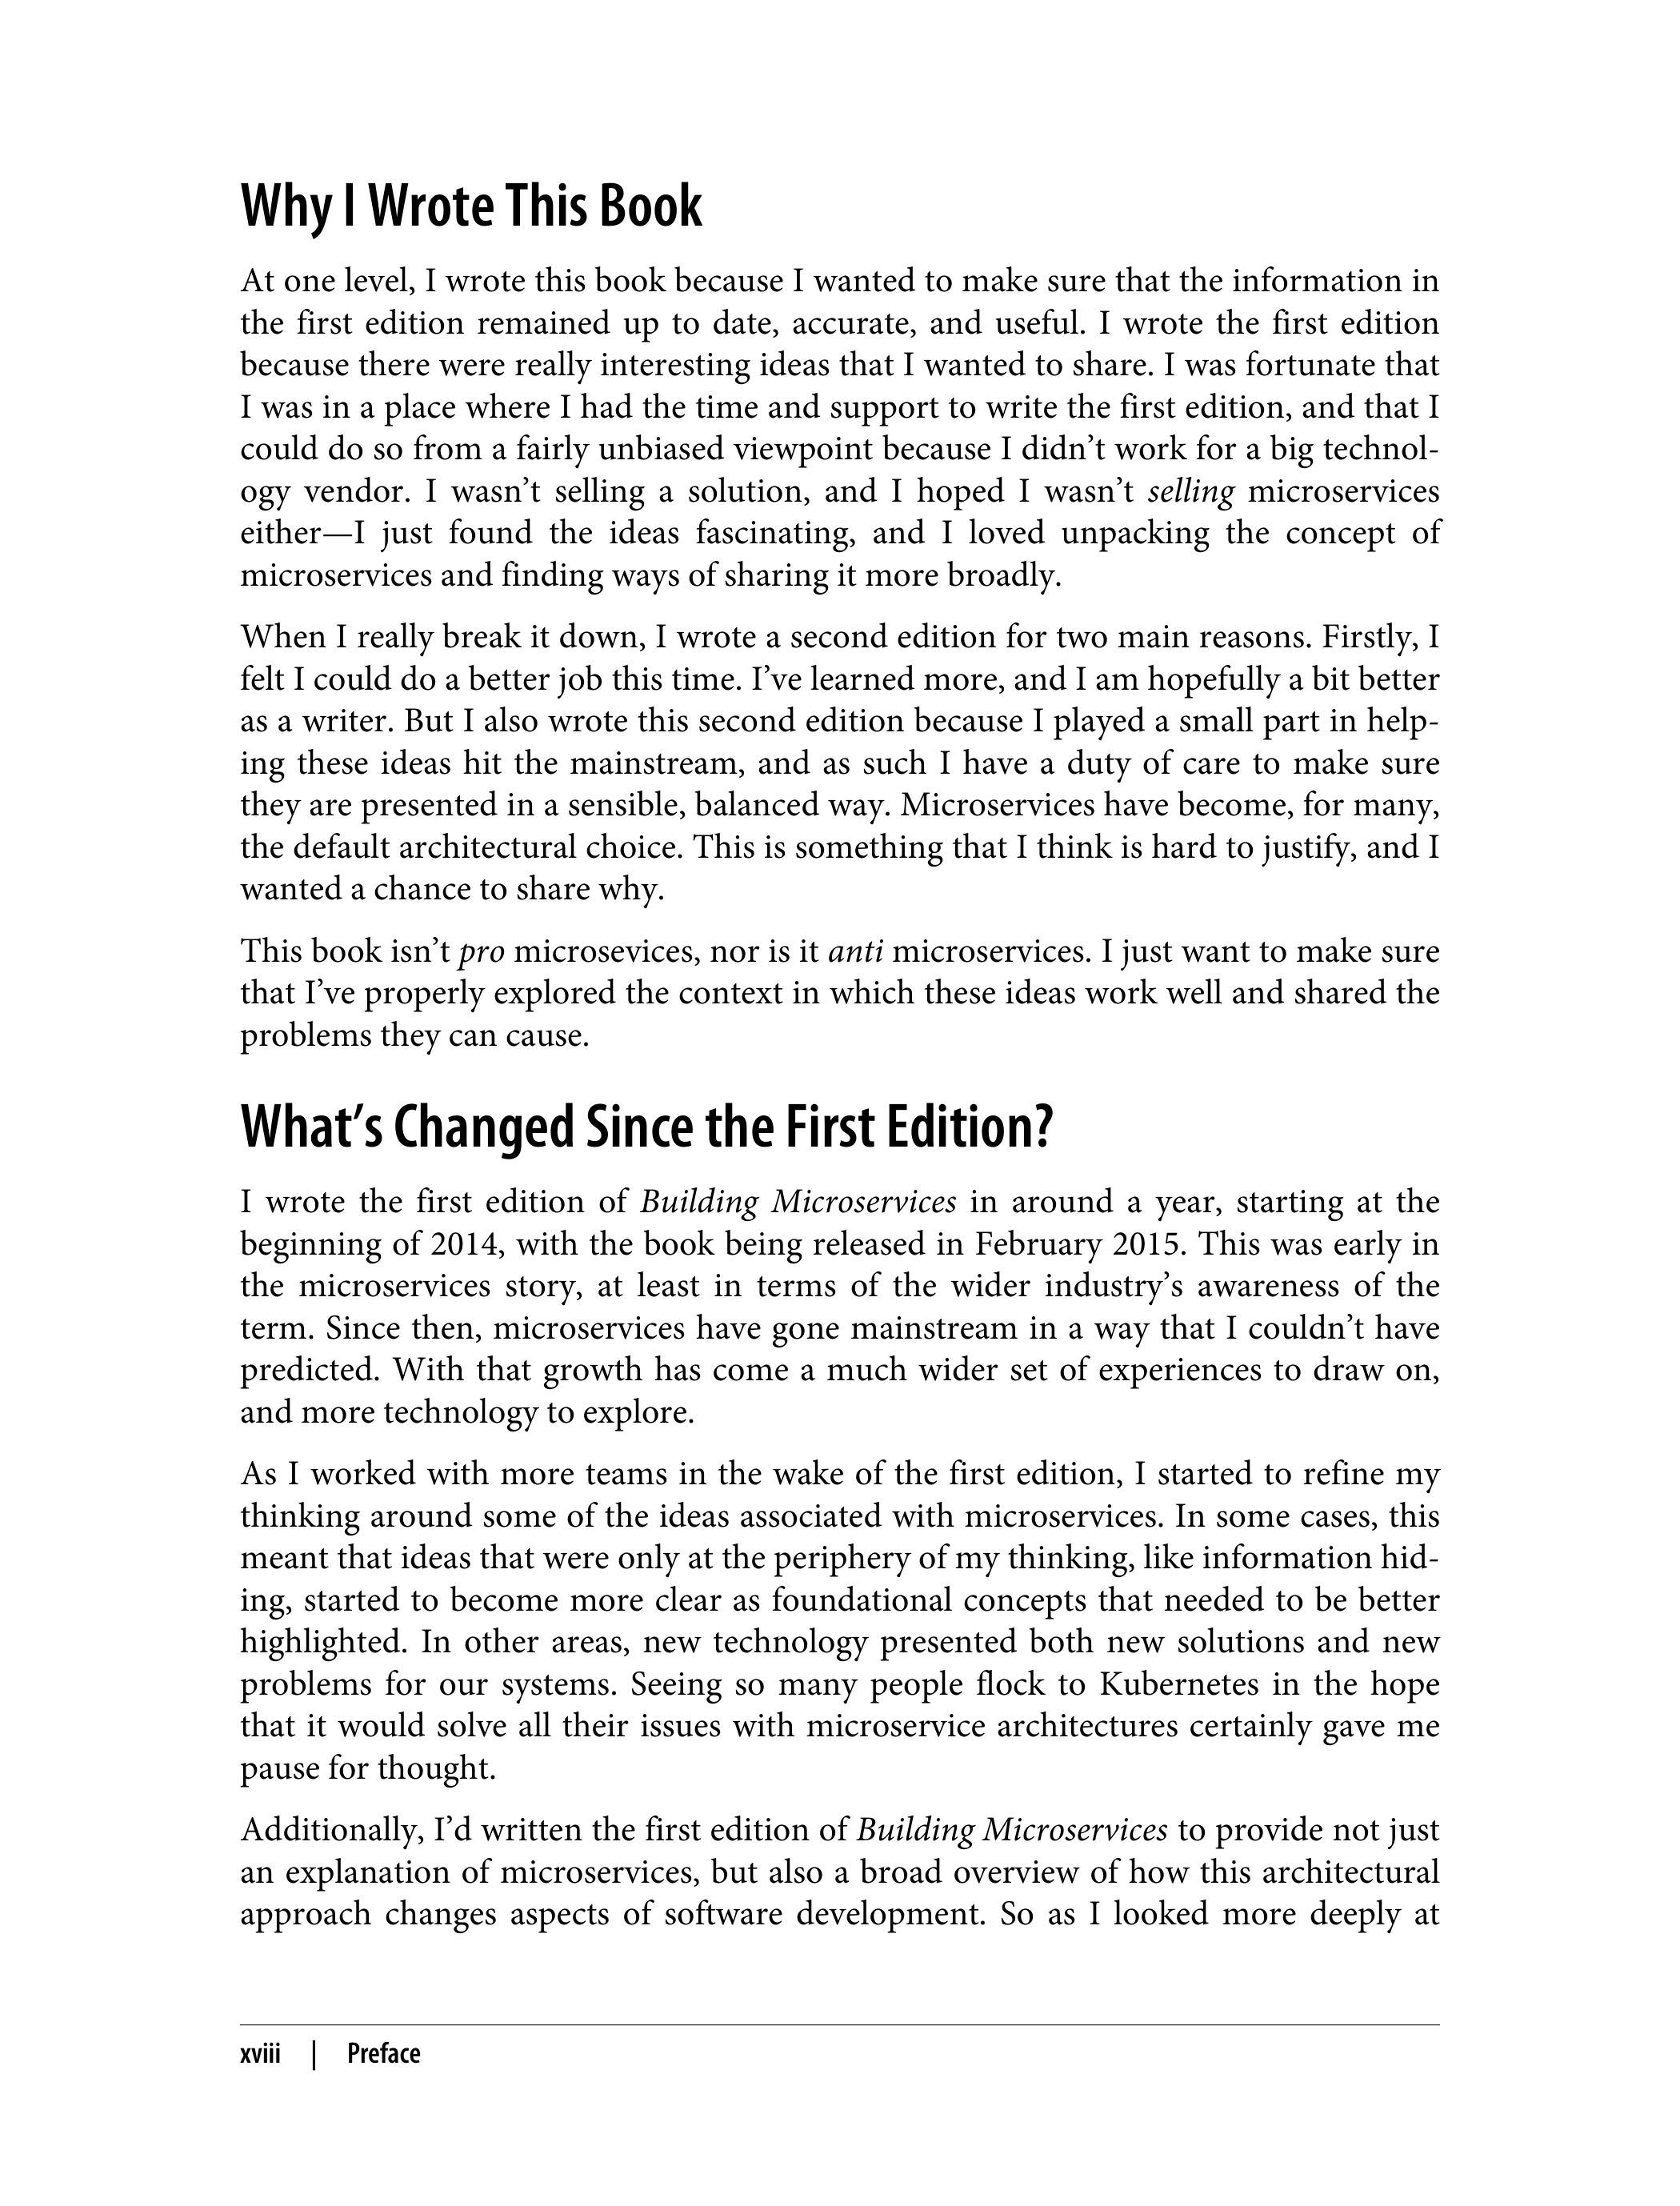 Why I Wrote This Book
At one level, I wrote this book because I wanted to make sure that the information in
the first edition remained up to date, accurate, and useful. I wrote the first edition
because there were really interesting ideas that I wanted to share. I was fortunate that
I was in a place where I had the time and support to write the first edition, and that I
could do so from a fairly unbiased viewpoint because I didn’t work for a big technol-
ogy vendor. I wasn’t selling a solution, and I hoped I wasn’t selling microservices
either—I just found the ideas fascinating, and I loved unpacking the concept of
microservices and finding ways of sharing it more broadly.
When I really break it down, I wrote a second edition for two main reasons. Firstly, I
felt I could do a better job this time. I’ve learned more, and I am hopefully a bit better
as a writer. But I also wrote this second edition because I played a small part in help-
ing these ideas hit the mainstream, and as such I have a duty of care to make sure
they are presented in a sensible, balanced way. Microservices have become, for many,
the default architectural choice. This is something that I think is hard to justify, and I
wanted a chance to share why.
This book isn’t pro microsevices, nor is it anti microservices. I just want to make sure
that I’ve properly explored the context in which these ideas work well and shared the
problems they can cause.
What’s Changed Since the First Edition?
I wrote the first edition of Building Microservices in around a year, starting at the
beginning of 2014, with the book being released in February 2015. This was early in
the microservices story, at least in terms of the wider industry’s awareness of the
term. Since then, microservices have gone mainstream in a way that I couldn’t have
predicted. With that growth has come a much wider set of experiences to draw on,
and more technology to explore.
As I worked with more teams in the wake of the first edition, I started to refine my
thinking around some of the ideas associated with microservices. In some cases, this
meant that ideas that were only at the periphery of my thinking, like information hid-
ing, started to become more clear as foundational concepts that needed to be better
highlighted. In other areas, new technology presented both new solutions and new
problems for our systems. Seeing so many people flock to Kubernetes in the hope
that it would solve all their issues with microservice architectures certainly gave me
pause for thought.
Additionally, I’d written the first edition of Building Microservices to provide not just
an explanation of microservices, but also a broad overview of how this architectural
approach changes aspects of software development. So as I looked more deeply at
xviii | Preface